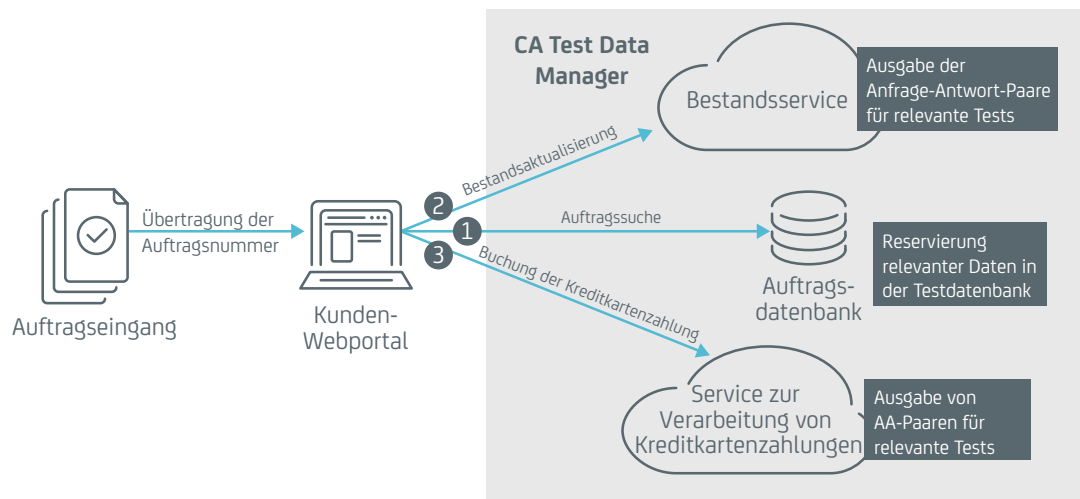 CA Test Data
Manager
Bestandsservice
Ausgabe der
Anfrage-Antwort-Paare
für relevante Tests
Bestandsaktualisierung
2
Übertragung der
Auftragsnummer
1
Auftragssuche
3
Buchung der Kreditkartenzahlung
Reservierung
relevanter Daten in
der Testdatenbank
Auftrags-
datenbank
Auftragseingang
Kunden-
Webportal
Service zur
Verarbeitung von
Kreditkartenzahlungen
Ausgabe von
AA-Paaren für
relevante Tests